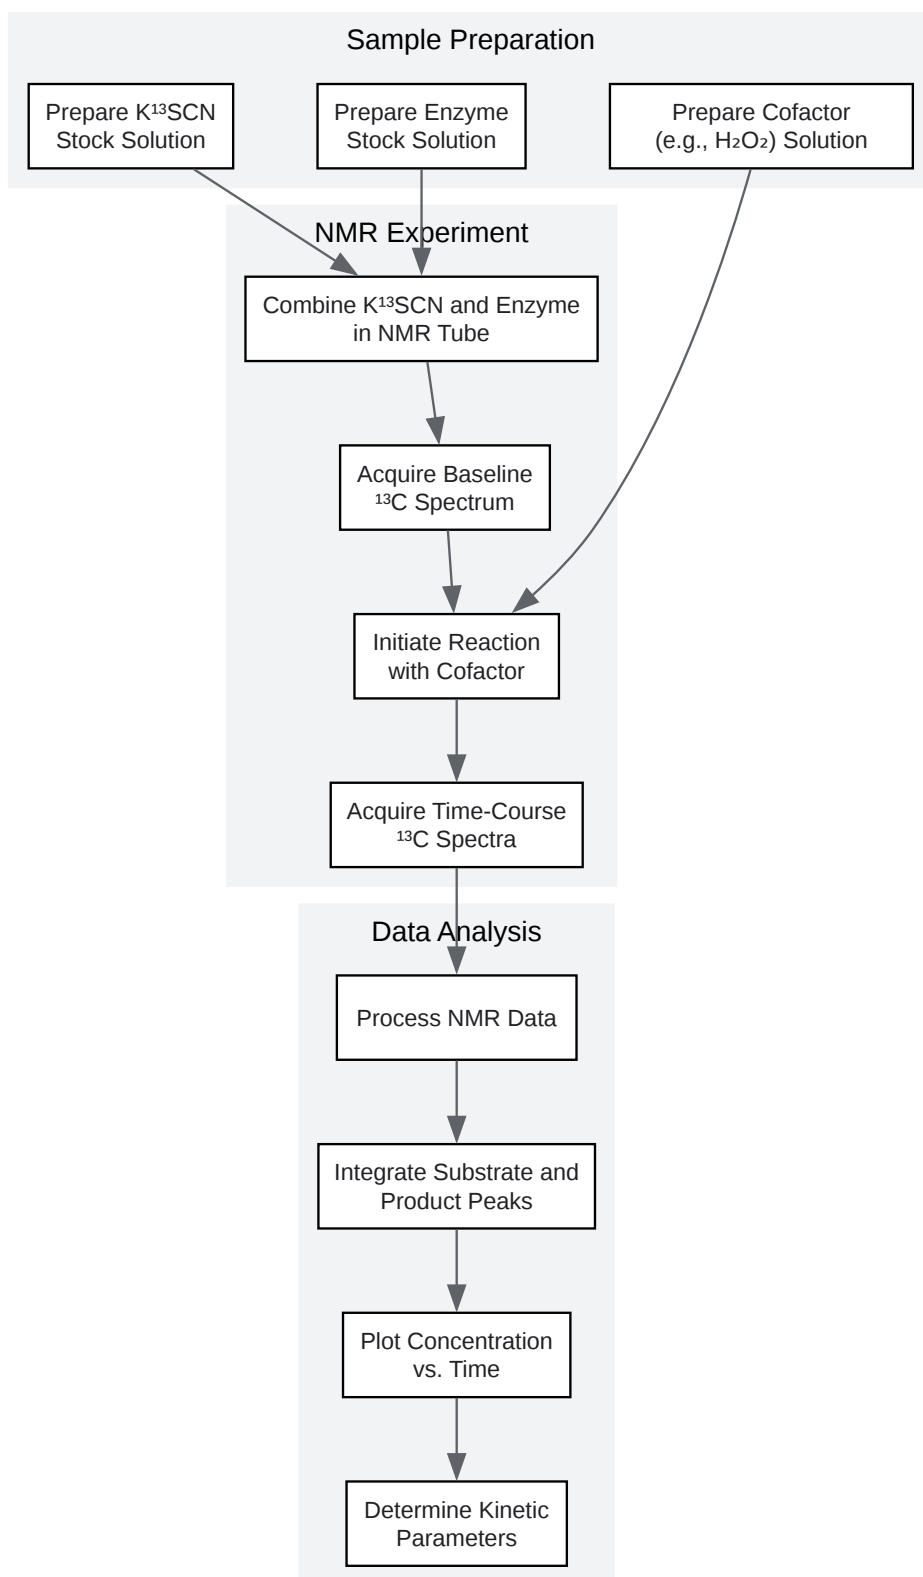 Sample Preparation
Prepare K¹³SCN
Stock Solution
Prepare Enzyme
Stock Solution
Prepare Cofactor
(e.g., H₂O₂) Solution
NMR Experiment
Combine K¹³SCN and Enzyme
in NMR Tube
Acquire Baseline
¹³C Spectrum
Initiate Reaction
with Cofactor
Acquire Time-Course
¹³C Spectra
Data Analysis
Process NMR Data
Integrate Substrate and
Product Peaks
Plot Concentration
vs. Time
Determine Kinetic
Parameters